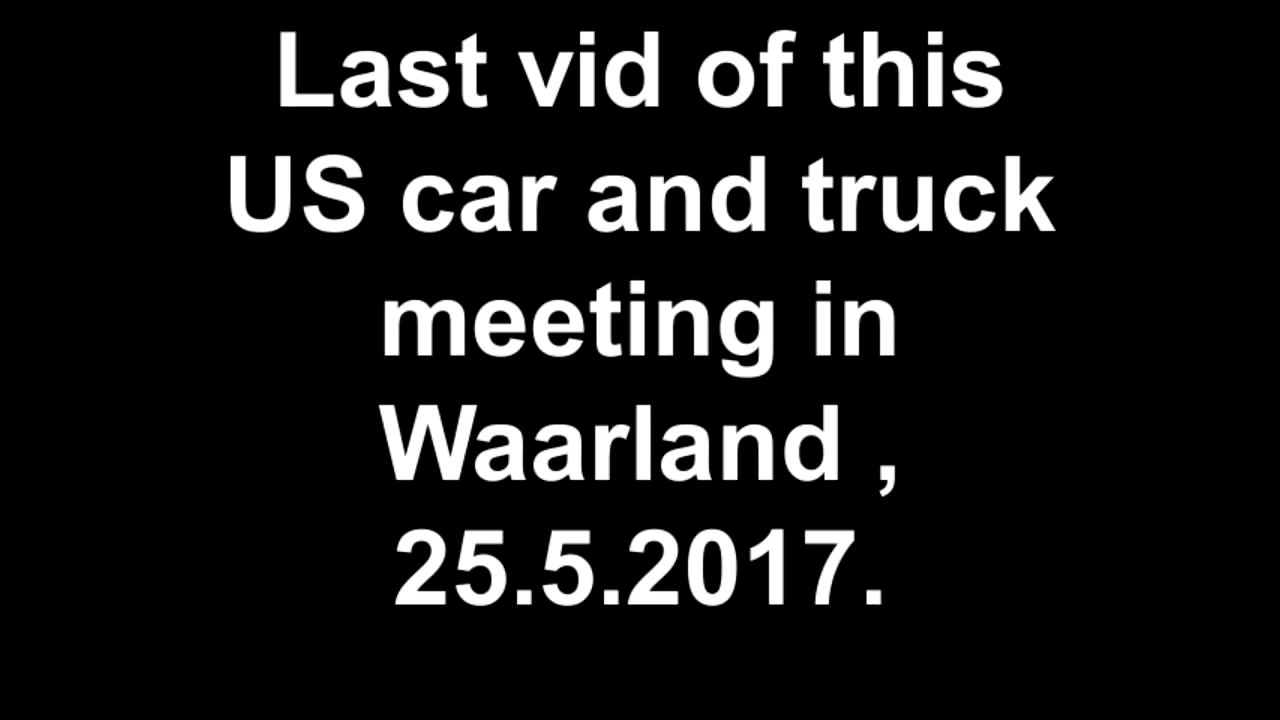 Last vid of this
US car and truck
meeting in
Waarland ,
25.5.2017.